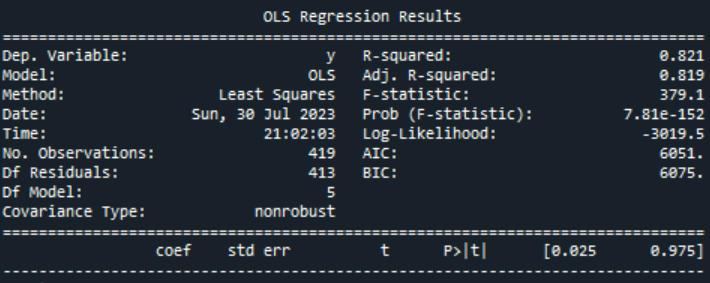 OLS Regression Results
==============================================================================
Dep. Variable: y R-squared: 0.821
Model: OLS Adj. R-squared: 0.819
Method: Least Squares F-statistic: 379.1
Date: Sun, 30 Jul 2023 Prob (F-statistic): 7.81e-152
Time: 21:02:03 Log-Likelihood: -3019.5
No. Observations: 419 AIC: 6051.
Df Residuals: 413 BIC: 6075.
Df Model: 5
Covariance Type: nonrobust
==============================================================================
coef std err t P>|t| [0.025 0.975]
------------------------------------------------------------------------------